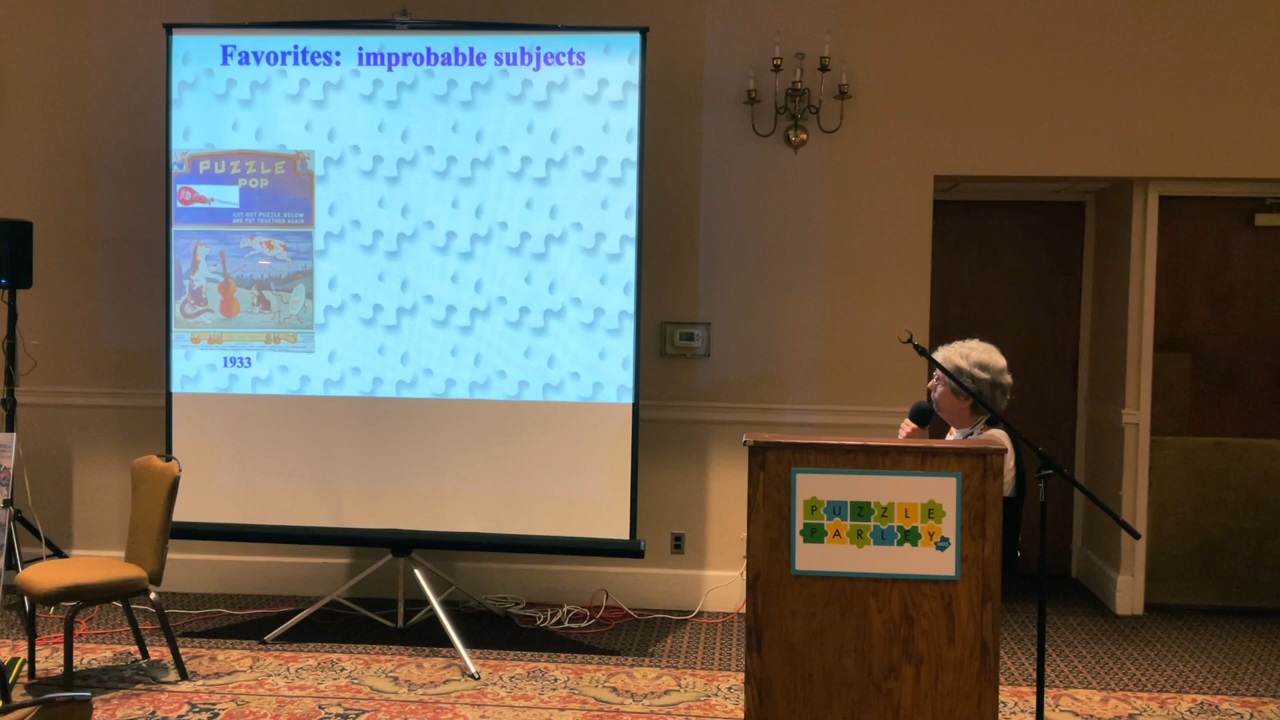 Favorites: improbable subjects
PUZZLE
POP
CUT OUT PUZZLE BELOW
AND PUT TOGETHER AGAIN
1933
PUZZLE
PARLEY